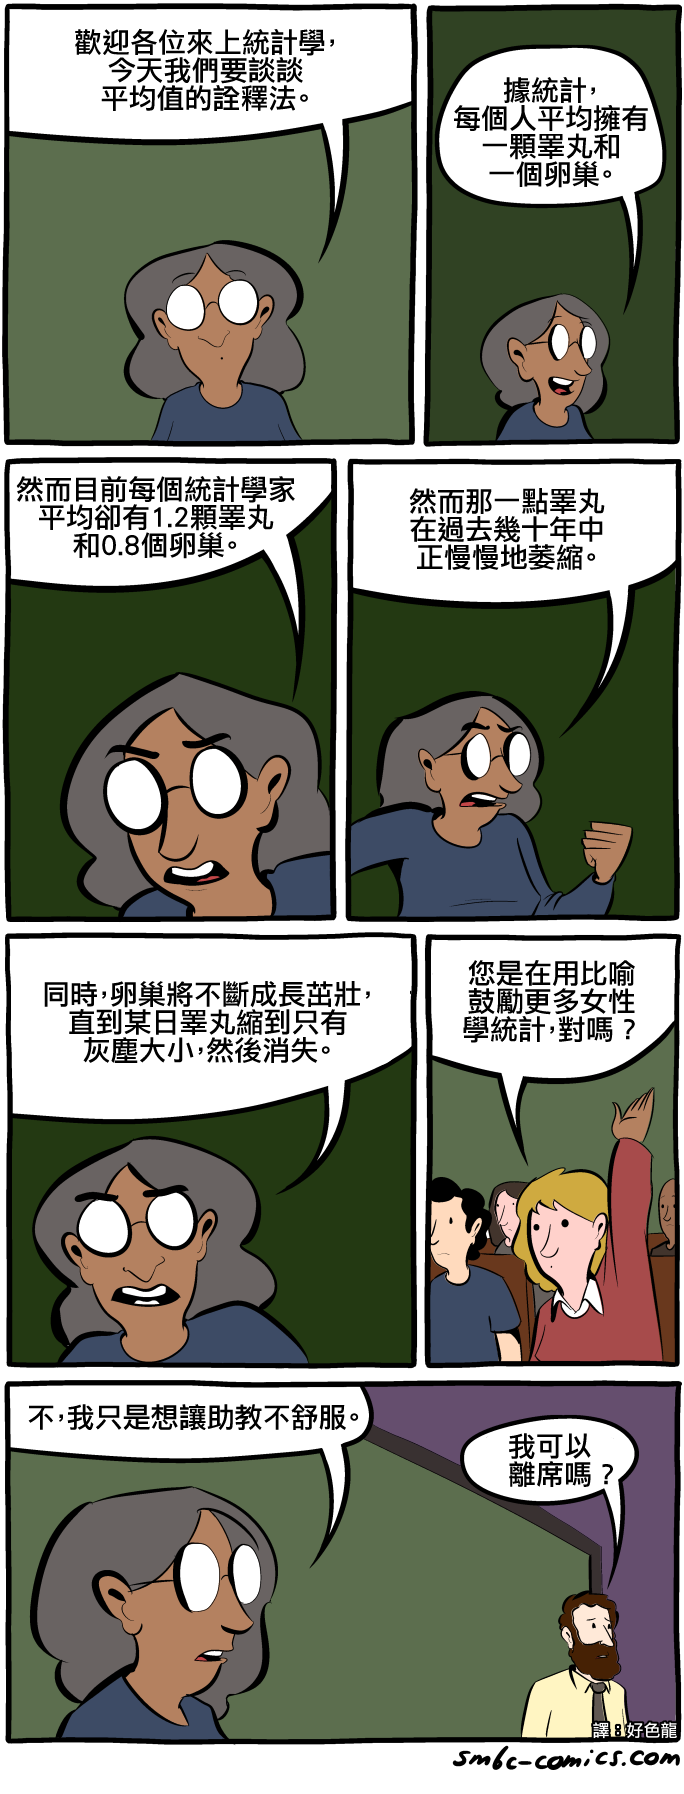 歡迎各位來上統計學，
今天我們要談談
平均值的詮釋法。
據統計，
每個人平均擁有
一顆睪丸和
一個卵巢。
然而目前每個統計學家
平均卻有1.2顆睪丸
和0.8個卵巢。
然而那一點睪丸
在過去幾十年中
正慢慢地萎縮。
同時，卵巢將不斷成長茁壯，
直到某日睪丸縮到只有
灰塵大小，然後消失。
您是在用比喻
鼓勵更多女性
學統計，對嗎？
不，我只是想讓助教不舒服。
我可以
離席嗎？
譯8好色龍
smbc-comics.com